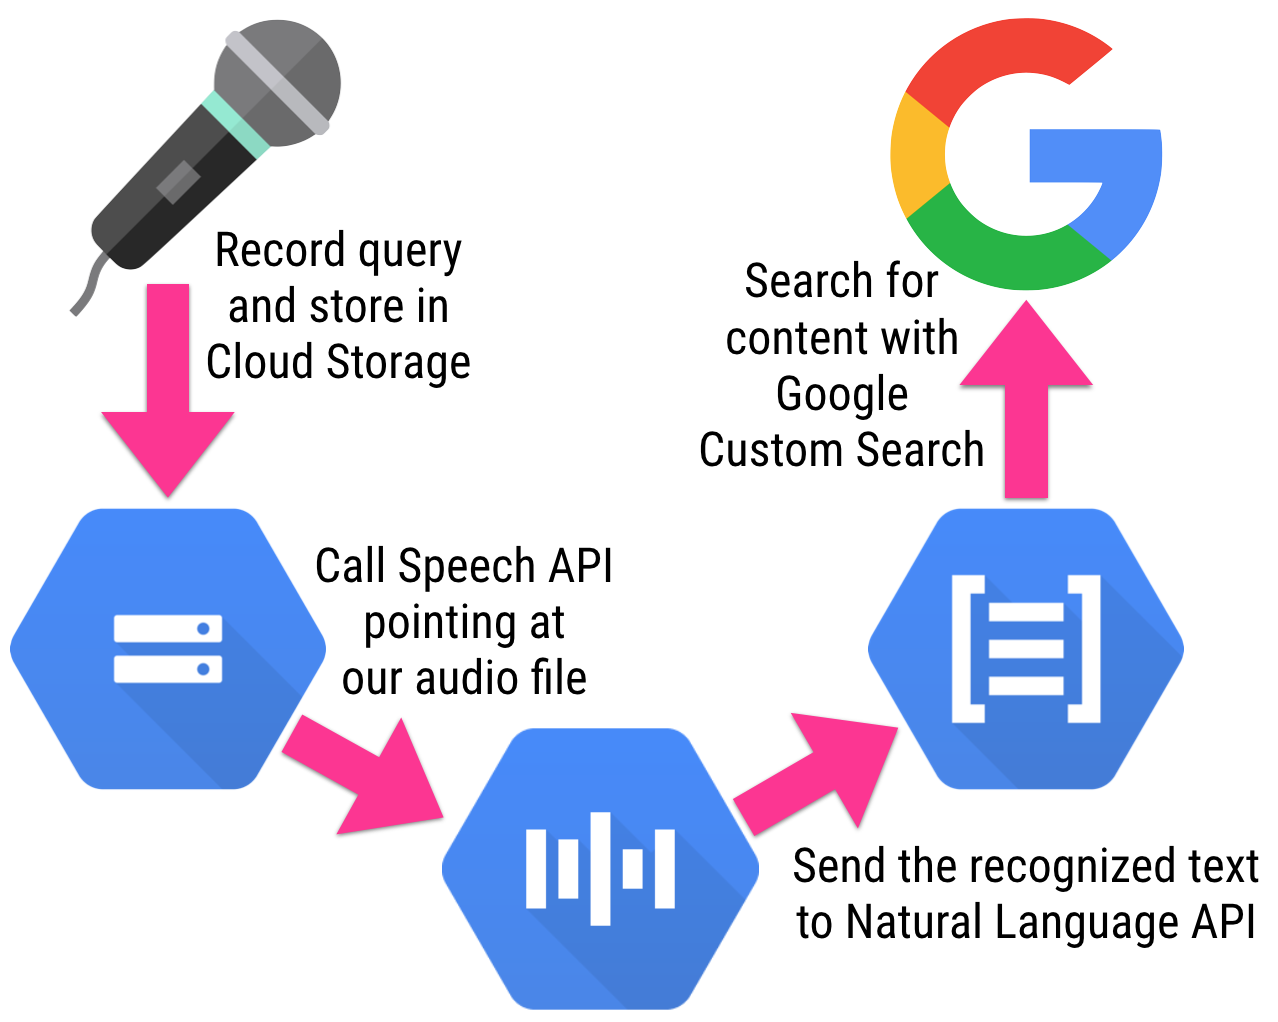 Record query
and store in
Cloud Storage
Call Speech API
pointing at
our audio file
Send the recognized text
to Natural Language API
Search for
content with
Google
Custom Search